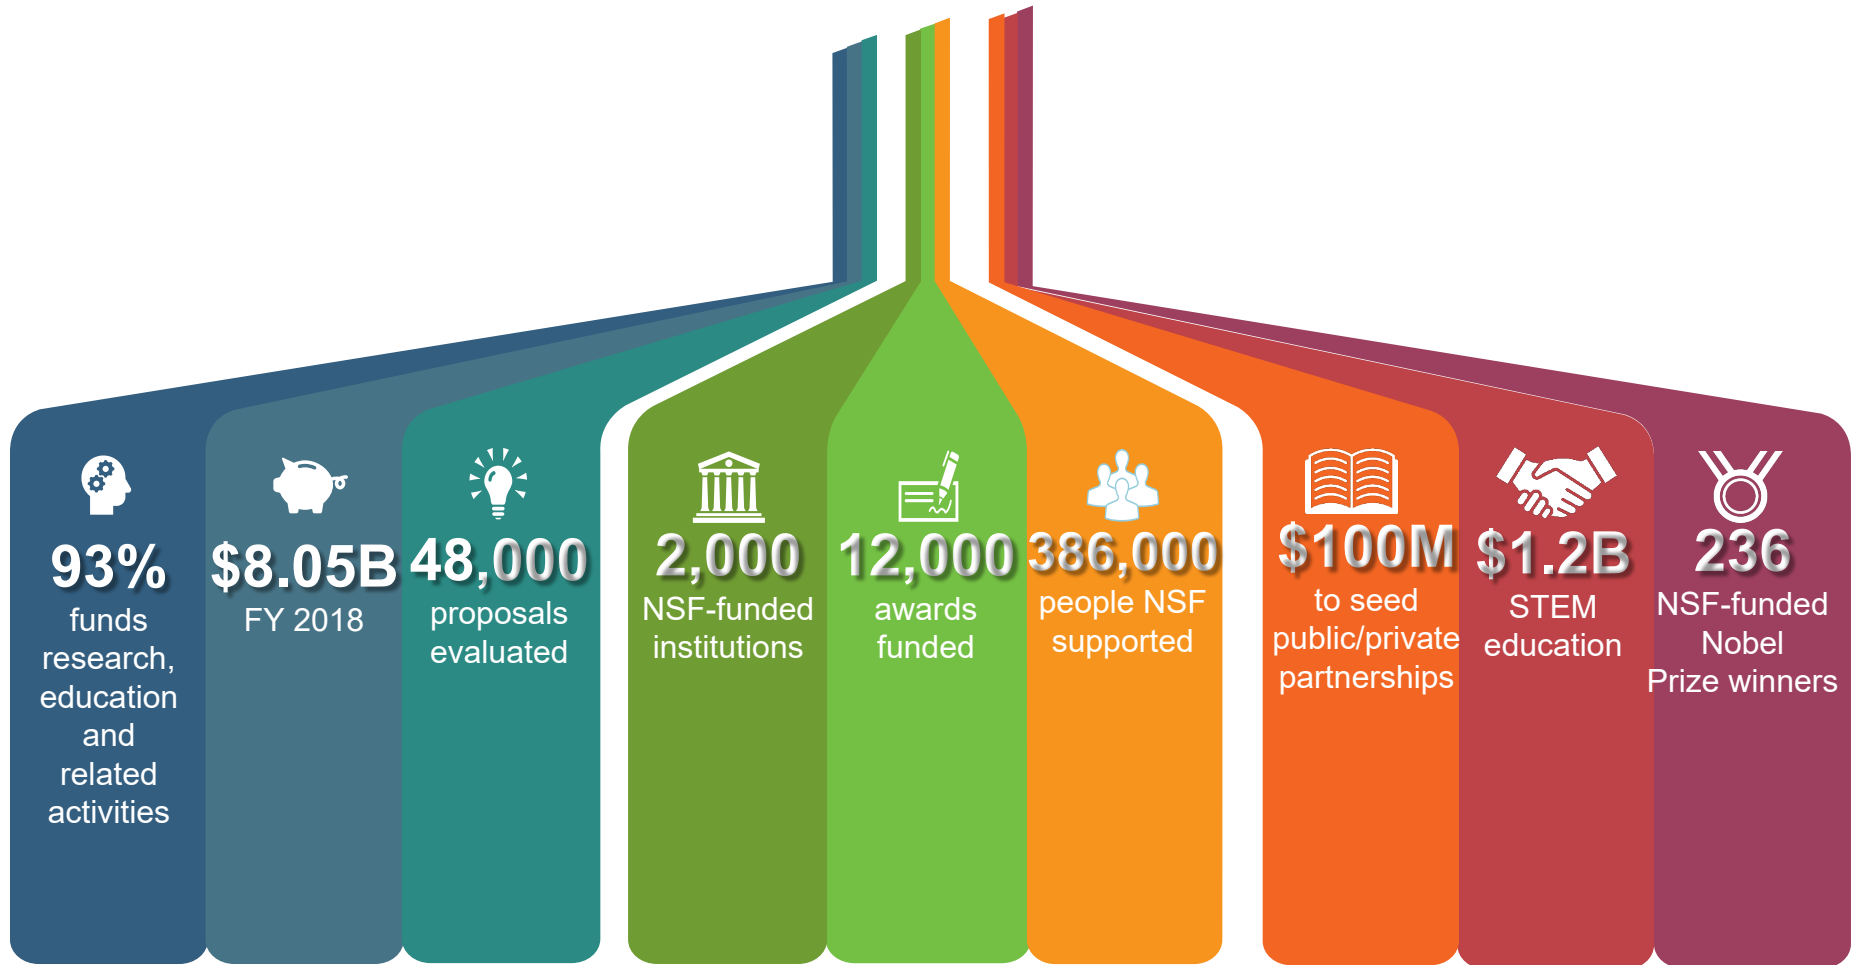 93%
funds
research,
education
and
related
activities
$8.05B
FY 2018
48,000
proposals
evaluated
2,000
NSF-funded
institutions
12,000
awards
funded
386,000
people NSF
supported
$100M
to seed
public/private
partnerships
$1.2B
STEM
education
236
NSF-funded
Nobel
Prize winners